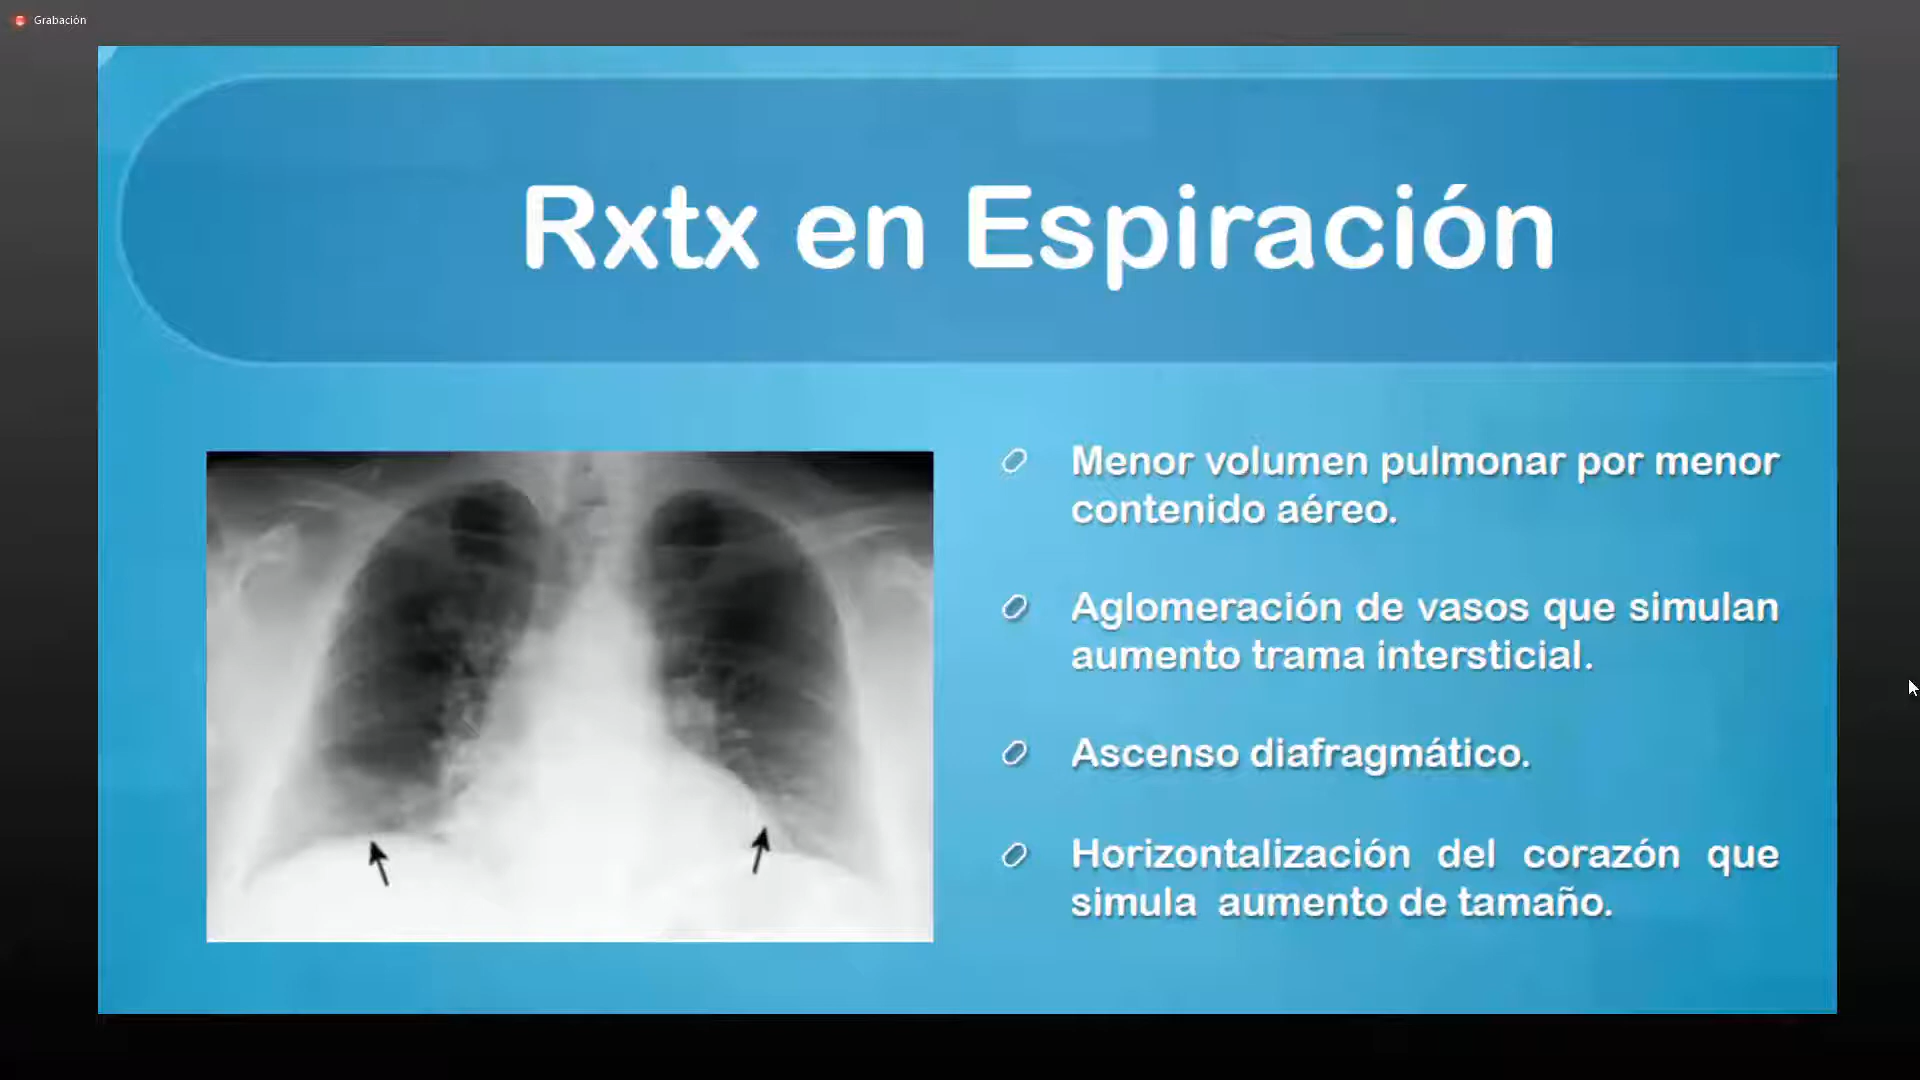 Grabación
Rxtx en Espiración
Menor volumen pulmonar por menor
contenido aéreo.
Aglomeración de vasos que simulan
aumento trama intersticial.
Ascenso diafragmático.
Horizontalización del corazón que
simula aumento de tamaño.